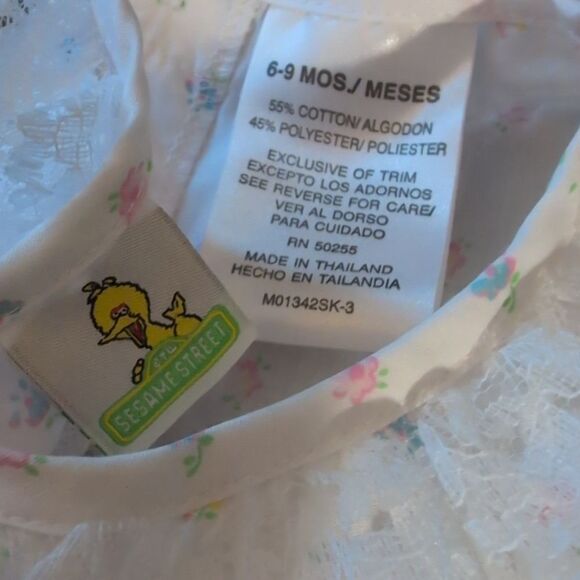 6-9 MOS./ MESES
55% COTTON/ ALGODON
45% POLYESTER/ POLIESTER
EXCLUSIVE OF TRIM
EXCEPTO LOS ADORNOS
SEE REVERSE FOR CARE/
VER AL DORSO
PARA CUIDADO
RN 50255
MADE IN THAILAND
HECHO EN TAILANDIA
M01342SK-3
SESAME STREET